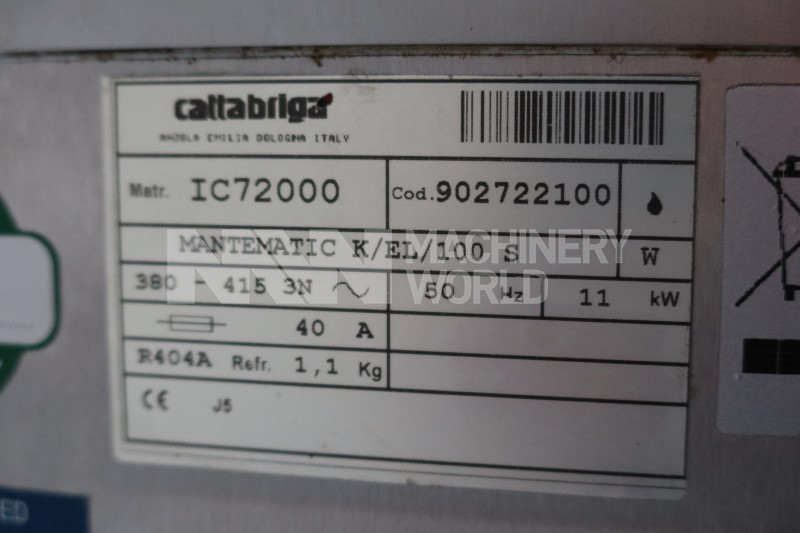 cattabriga
ANZOLA EMILIA BOLOGNA ITALY
Matr. IC72000 Cod.902722100
MANTEMATIC K/EL/100 S W
380 - 415 3N 50 Hz 11 kW
40 A
R404A Refr. 1,1 Kg
CE J5
MACHINERY
WORLD
ED